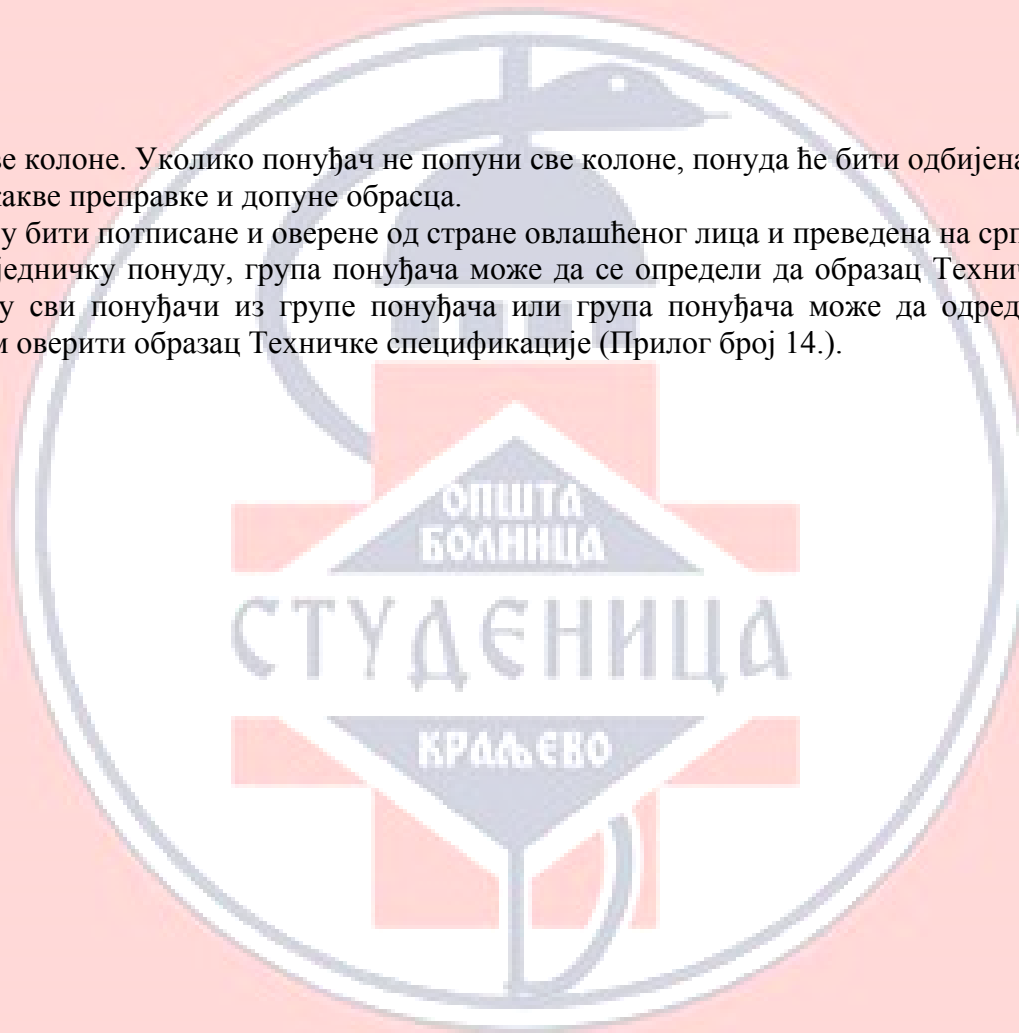 ве колоне. Уколико понуђач не попуни све колоне, понуда ће бити одбијена
какве преправке и допуне обрасца.
у бити потписане и оверене од стране овлашћеног лица и преведена на срп
једничку понуду, група понуђача може да се определи да образац Технич
у сви понуђачи из групе понуђача или група понуђача може да одред
оверити образац Техничке спецификације (Прилог број 14.).
ОПШТА
БОЛНИЦА
СТУДЕНИЦА
КРАЉЕВО